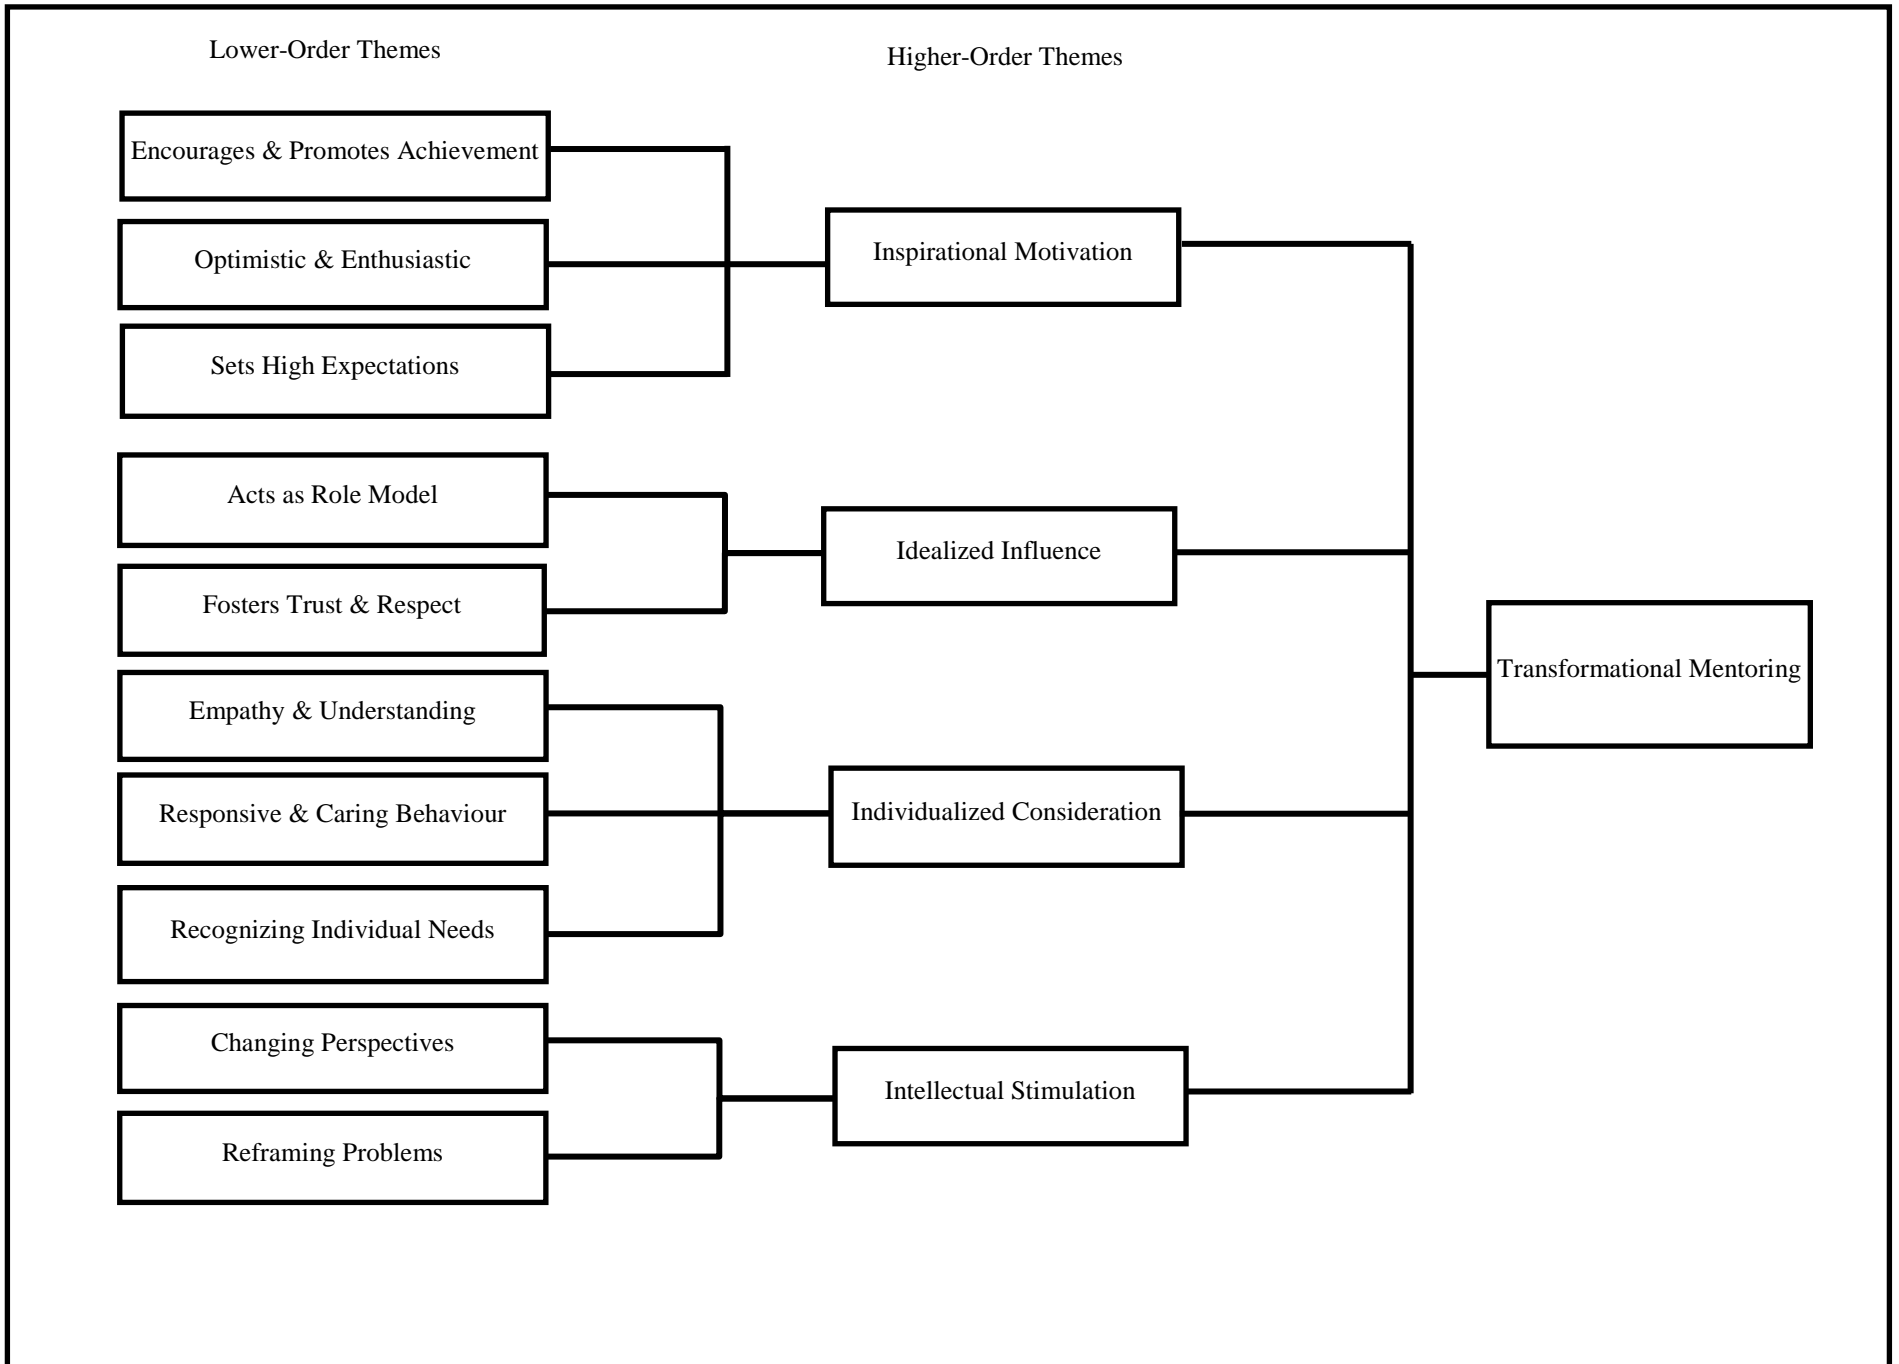 Lower-Order Themes
Higher-Order Themes
Encourages & Promotes Achievement
Optimistic & Enthusiastic
Sets High Expectations
Inspirational Motivation
Acts as Role Model
Fosters Trust & Respect
Idealized Influence
Empathy & Understanding
Responsive & Caring Behaviour
Recognizing Individual Needs
Individualized Consideration
Changing Perspectives
Reframing Problems
Intellectual Stimulation
Transformational Mentoring